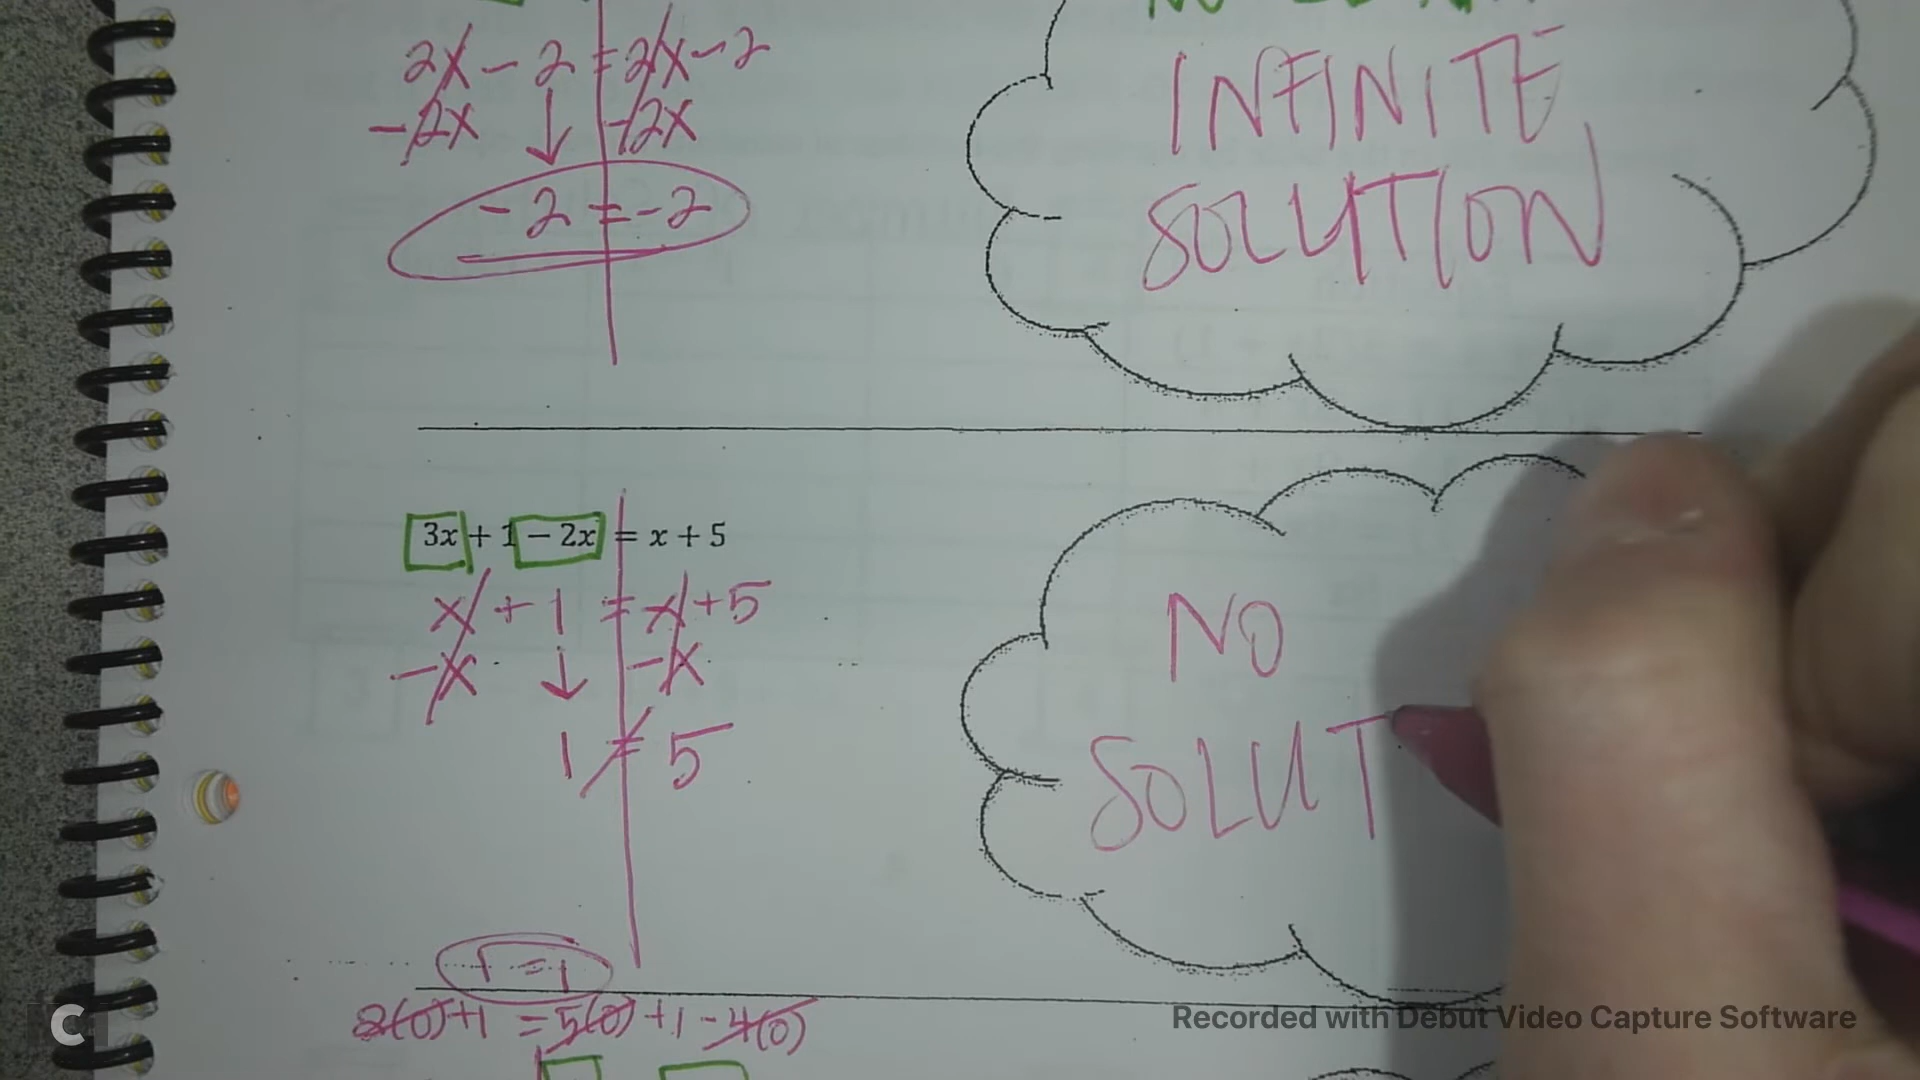 2x - 2 = 2x - 2
-2x ↓ -2x
-2 = -2
INFINITE
SOLUTION
3x + 1 - 2x = x + 5
x + 1 = x + 5
-x ↓ -x
1 ≠ 5
NO
SOLUT
1 = 1
2(0) + 1 = 5(0) + 1 - 4(0)
Recorded with Debut Video Capture Software